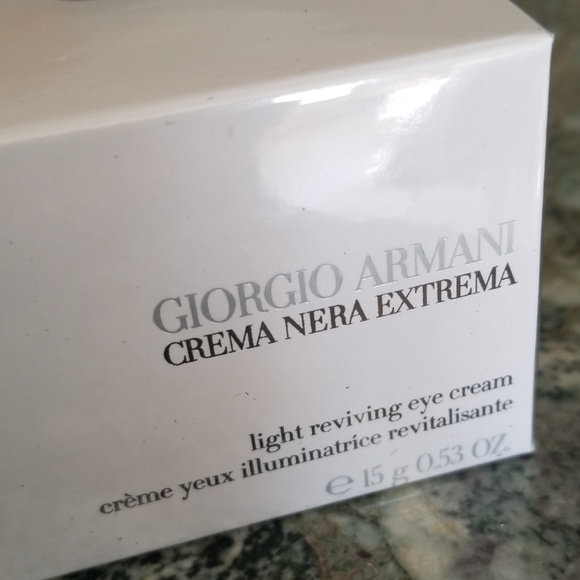 GIORGIO ARMANI
CREMA NERA EXTREMA
light reviving eye cream
crème yeux illuminatrice revitalisante
℮ 15 g 0.53 OZ.